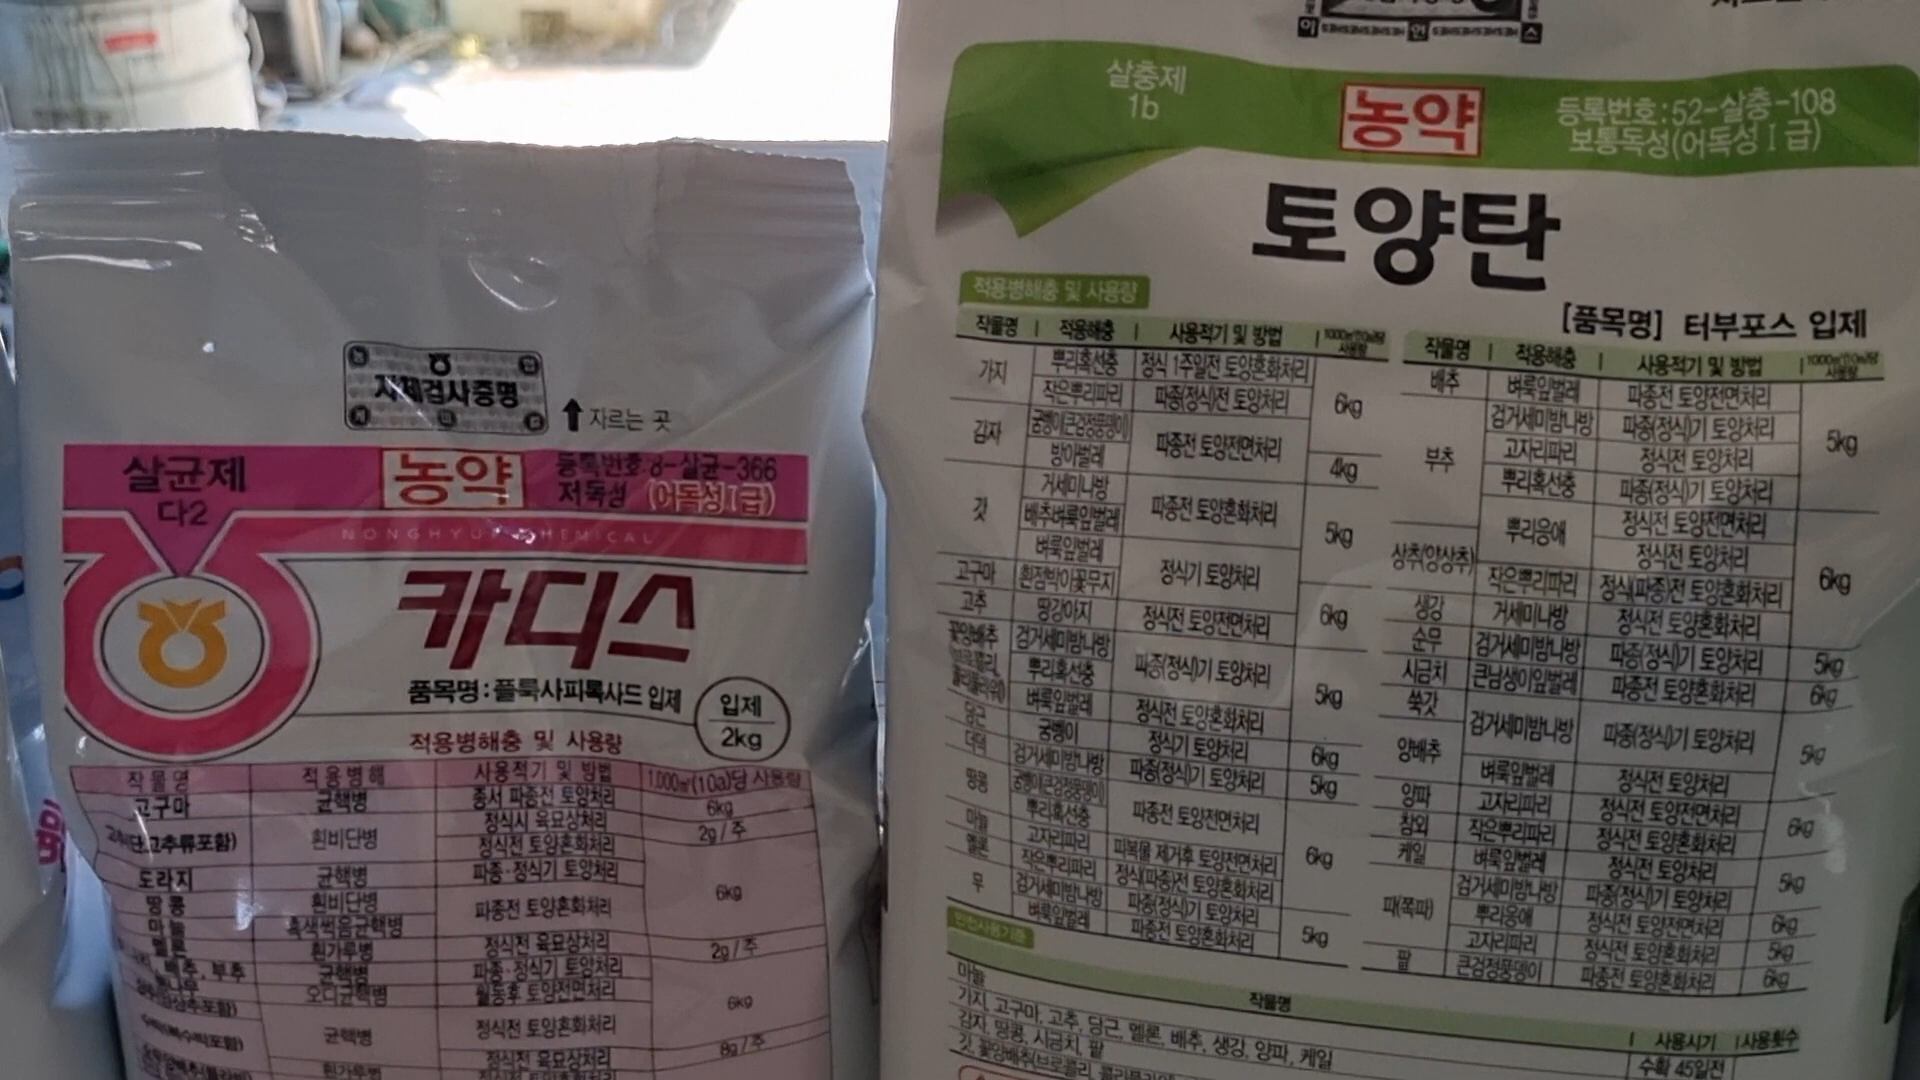 자체검사증명
자르는 곳
살균제
다2
농약
등록번호 8-살균-366
저독성 (어독성Ⅰ급)
NONGHYUP CHEMICAL
카디스
품목명:플룩사피록사드 입제
입제
2kg
적용병해충 및 사용량
작물명 적용병해 사용적기 및 방법 1,000㎡(10a)당 사용량
고구마 균핵병 종서 파종전 토양처리 6kg
고추(단고추류포함) 흰비단병 정식시 육묘상처리 2g/주
정식전 토양혼화처리
도라지 균핵병 파종·정식기 토양처리 6kg
땅콩 흰비단병 파종전 토양혼화처리
마늘 흑색썩음균핵병
멜론 흰가루병 정식전 육묘상처리 2g/주
배추, 부추 균핵병 파종·정식기 토양처리
오디균핵병 월동후 토양전면처리 6kg
균핵병 정식전 토양혼화처리
정식전 육묘상처리 8g/주
흰가루병
살충제
1b
농약
등록번호:52-살충-108
보통독성(어독성Ⅰ급)
토양탄
[품목명] 터부포스 입제
적용병해충 및 사용량
작물명 적용해충 사용적기 및 방법
가지 뿌리혹선충 정식 1주일전 토양혼화처리 6kg
작은뿌리파리 파종(정식)전 토양처리
감자 굼벵이(큰검정풍뎅이) 파종전 토양전면처리
방아벌레 4kg
갓 거세미나방 파종전 토양혼화처리 5kg
배추벼룩잎벌레
벼룩잎벌레 정식기 토양처리
고구마 흰점박이꽃무지
고추 땅강아지 정식전 토양전면처리 6kg
꽃양배추 검거세미밤나방 파종(정식)기 토양처리 5kg
뿌리혹선충
벼룩잎벌레 정식전 토양혼화처리
당근 굼벵이 정식기 토양처리 6kg
더덕 검거세미밤나방 파종(정식)기 토양처리 5kg
땅콩 굼벵이(큰검정풍뎅이) 파종전 토양전면처리 6kg
뿌리혹선충
마늘 고자리파리 피복물 제거후 토양전면처리
멜론 작은뿌리파리 정식(파종)전 토양혼화처리
무 검거세미밤나방 파종(정식)기 토양처리 5kg
벼룩잎벌레 파종전 토양혼화처리
작물명 적용해충 사용적기 및 방법
배추 벼룩잎벌레 파종전 토양전면처리 5kg
부추 검거세미밤나방 파종(정식)기 토양처리
고자리파리 정식전 토양처리
뿌리혹선충 파종(정식)기 토양처리
뿌리응애 정식전 토양전면처리 6kg
상추(양상추) 정식전 토양처리
작은뿌리파리 정식(파종)전 토양혼화처리
생강 거세미나방 정식전 토양혼화처리
순무 검거세미밤나방 파종(정식)기 토양처리 5kg
시금치 큰남생이잎벌레 파종전 토양혼화처리 6kg
쑥갓 검거세미밤나방 파종(정식)기 토양처리 5kg
양배추
벼룩잎벌레 정식전 토양처리
양파 고자리파리 정식전 토양전면처리 6kg
참외 작은뿌리파리 정식전 토양혼화처리
케일 벼룩잎벌레 정식전 토양처리 5kg
파(쪽파) 검거세미밤나방 파종(정식)기 토양처리
뿌리응애 정식전 토양전면처리 6kg
고자리파리 정식전 토양처리 5kg
팥 큰검정풍뎅이 파종전 토양혼화처리 6kg
안전사용기준
작물명 사용시기 사용횟수
마늘 수확 45일전
가지, 고구마, 고추, 당근, 멜론, 배추, 생강, 양파, 케일
감자, 땅콩, 시금치, 팥
갓, 꽃양배추(브로콜리,